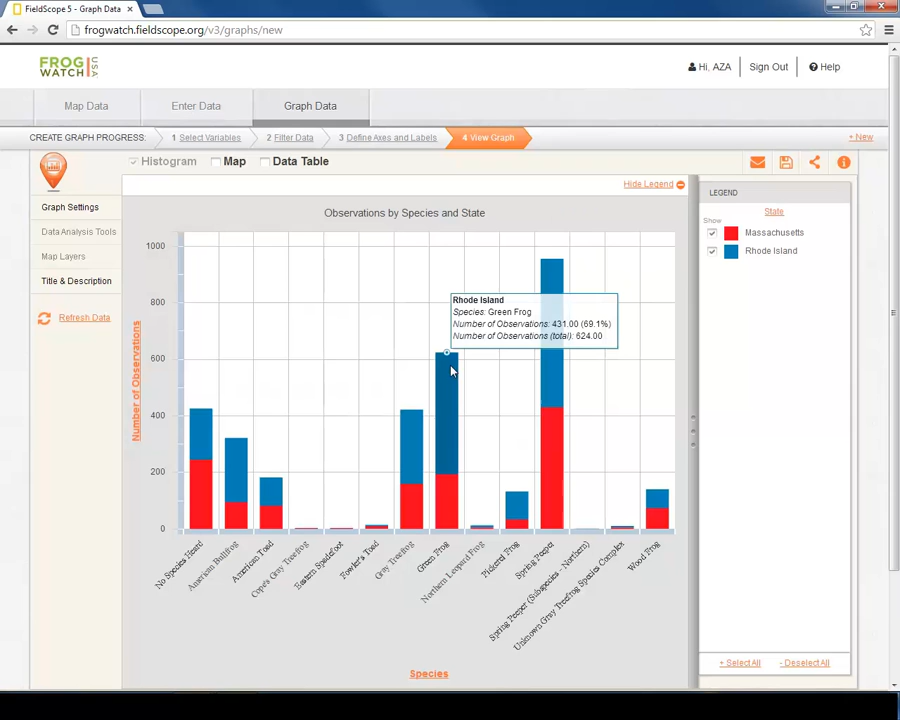 FieldScope 5 - Graph Data
frogwatch.fieldscope.org/v3/graphs/new
FROG
WATCH USA
Hi, AZA Sign Out Help
Map Data Enter Data Graph Data
CREATE GRAPH PROGRESS: 1 Select Variables 2 Filter Data 3 Define Axes and Labels 4 View Graph + New
Histogram Map Data Table
Hide Legend
LEGEND
State
Show
Massachusetts
Rhode Island
Graph Settings
Data Analysis Tools
Map Layers
Title & Description
Refresh Data
Observations by Species and State
1000
800
600
400
200
0
Number of Observations
Rhode Island
Species: Green Frog
Number of Observations: 431.00 (69.1%)
Number of Observations (total): 624.00
No Species Heard
American Bullfrog
American Toad
Cope's Gray Treefrog
Eastern Spadefoot
Fowler's Toad
Gray Treefrog
Green Frog
Northern Leopard Frog
Pickerel Frog
Spring Peeper
Spring Peeper (Subspecies - Northern)
Unknown Gray Treefrog Species Complex
Wood Frog
Species
+ Select All - Deselect All